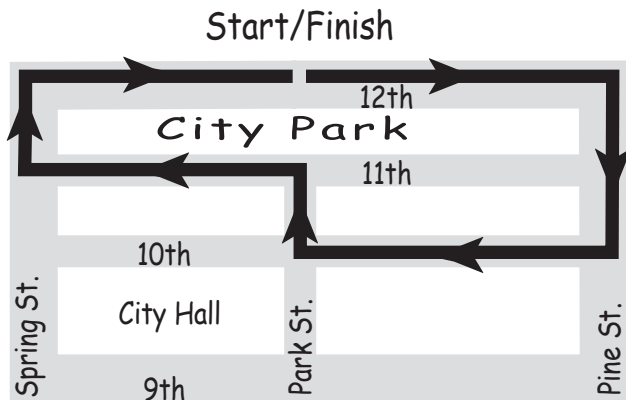 Start/Finish
12th
City Park
11th
10th
City Hall
Spring St.
Park St.
Pine St.
9th